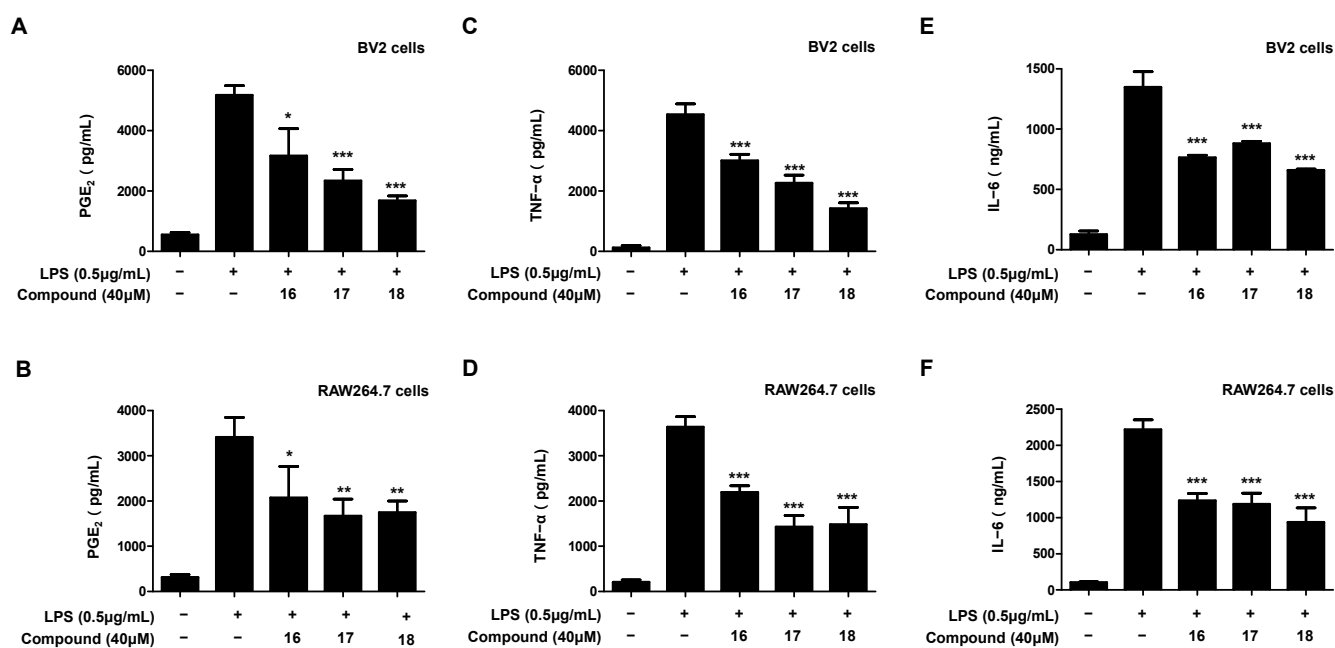 A
BV2 cells
PGE₂ ( pg/mL)
6000
4000
2000
0
*
***
***
LPS (0.5μg/mL) − + + + +
Compound (40μM) − − 16 17 18
C
BV2 cells
TNF−α ( pg/mL)
6000
4000
2000
0
***
***
***
LPS (0.5μg/mL) − + + + +
Compound (40μM) − − 16 17 18
E
BV2 cells
IL−6 ( ng/mL)
1500
1000
500
0
***
***
***
LPS (0.5μg/mL) − + + + +
Compound (40μM) − − 16 17 18
B
RAW264.7 cells
PGE₂ ( pg/mL)
4000
3000
2000
1000
0
*
**
**
LPS (0.5μg/mL) − + + + +
Compound (40μM) − − 16 17 18
D
RAW264.7 cells
TNF−α ( pg/mL)
4000
3000
2000
1000
0
***
***
***
LPS (0.5μg/mL) − + + + +
Compound (40μM) − − 16 17 18
F
RAW264.7 cells
IL−6 ( ng/mL)
2500
2000
1500
1000
500
0
***
***
***
LPS (0.5μg/mL) − + + + +
Compound (40μM) − − 16 17 18